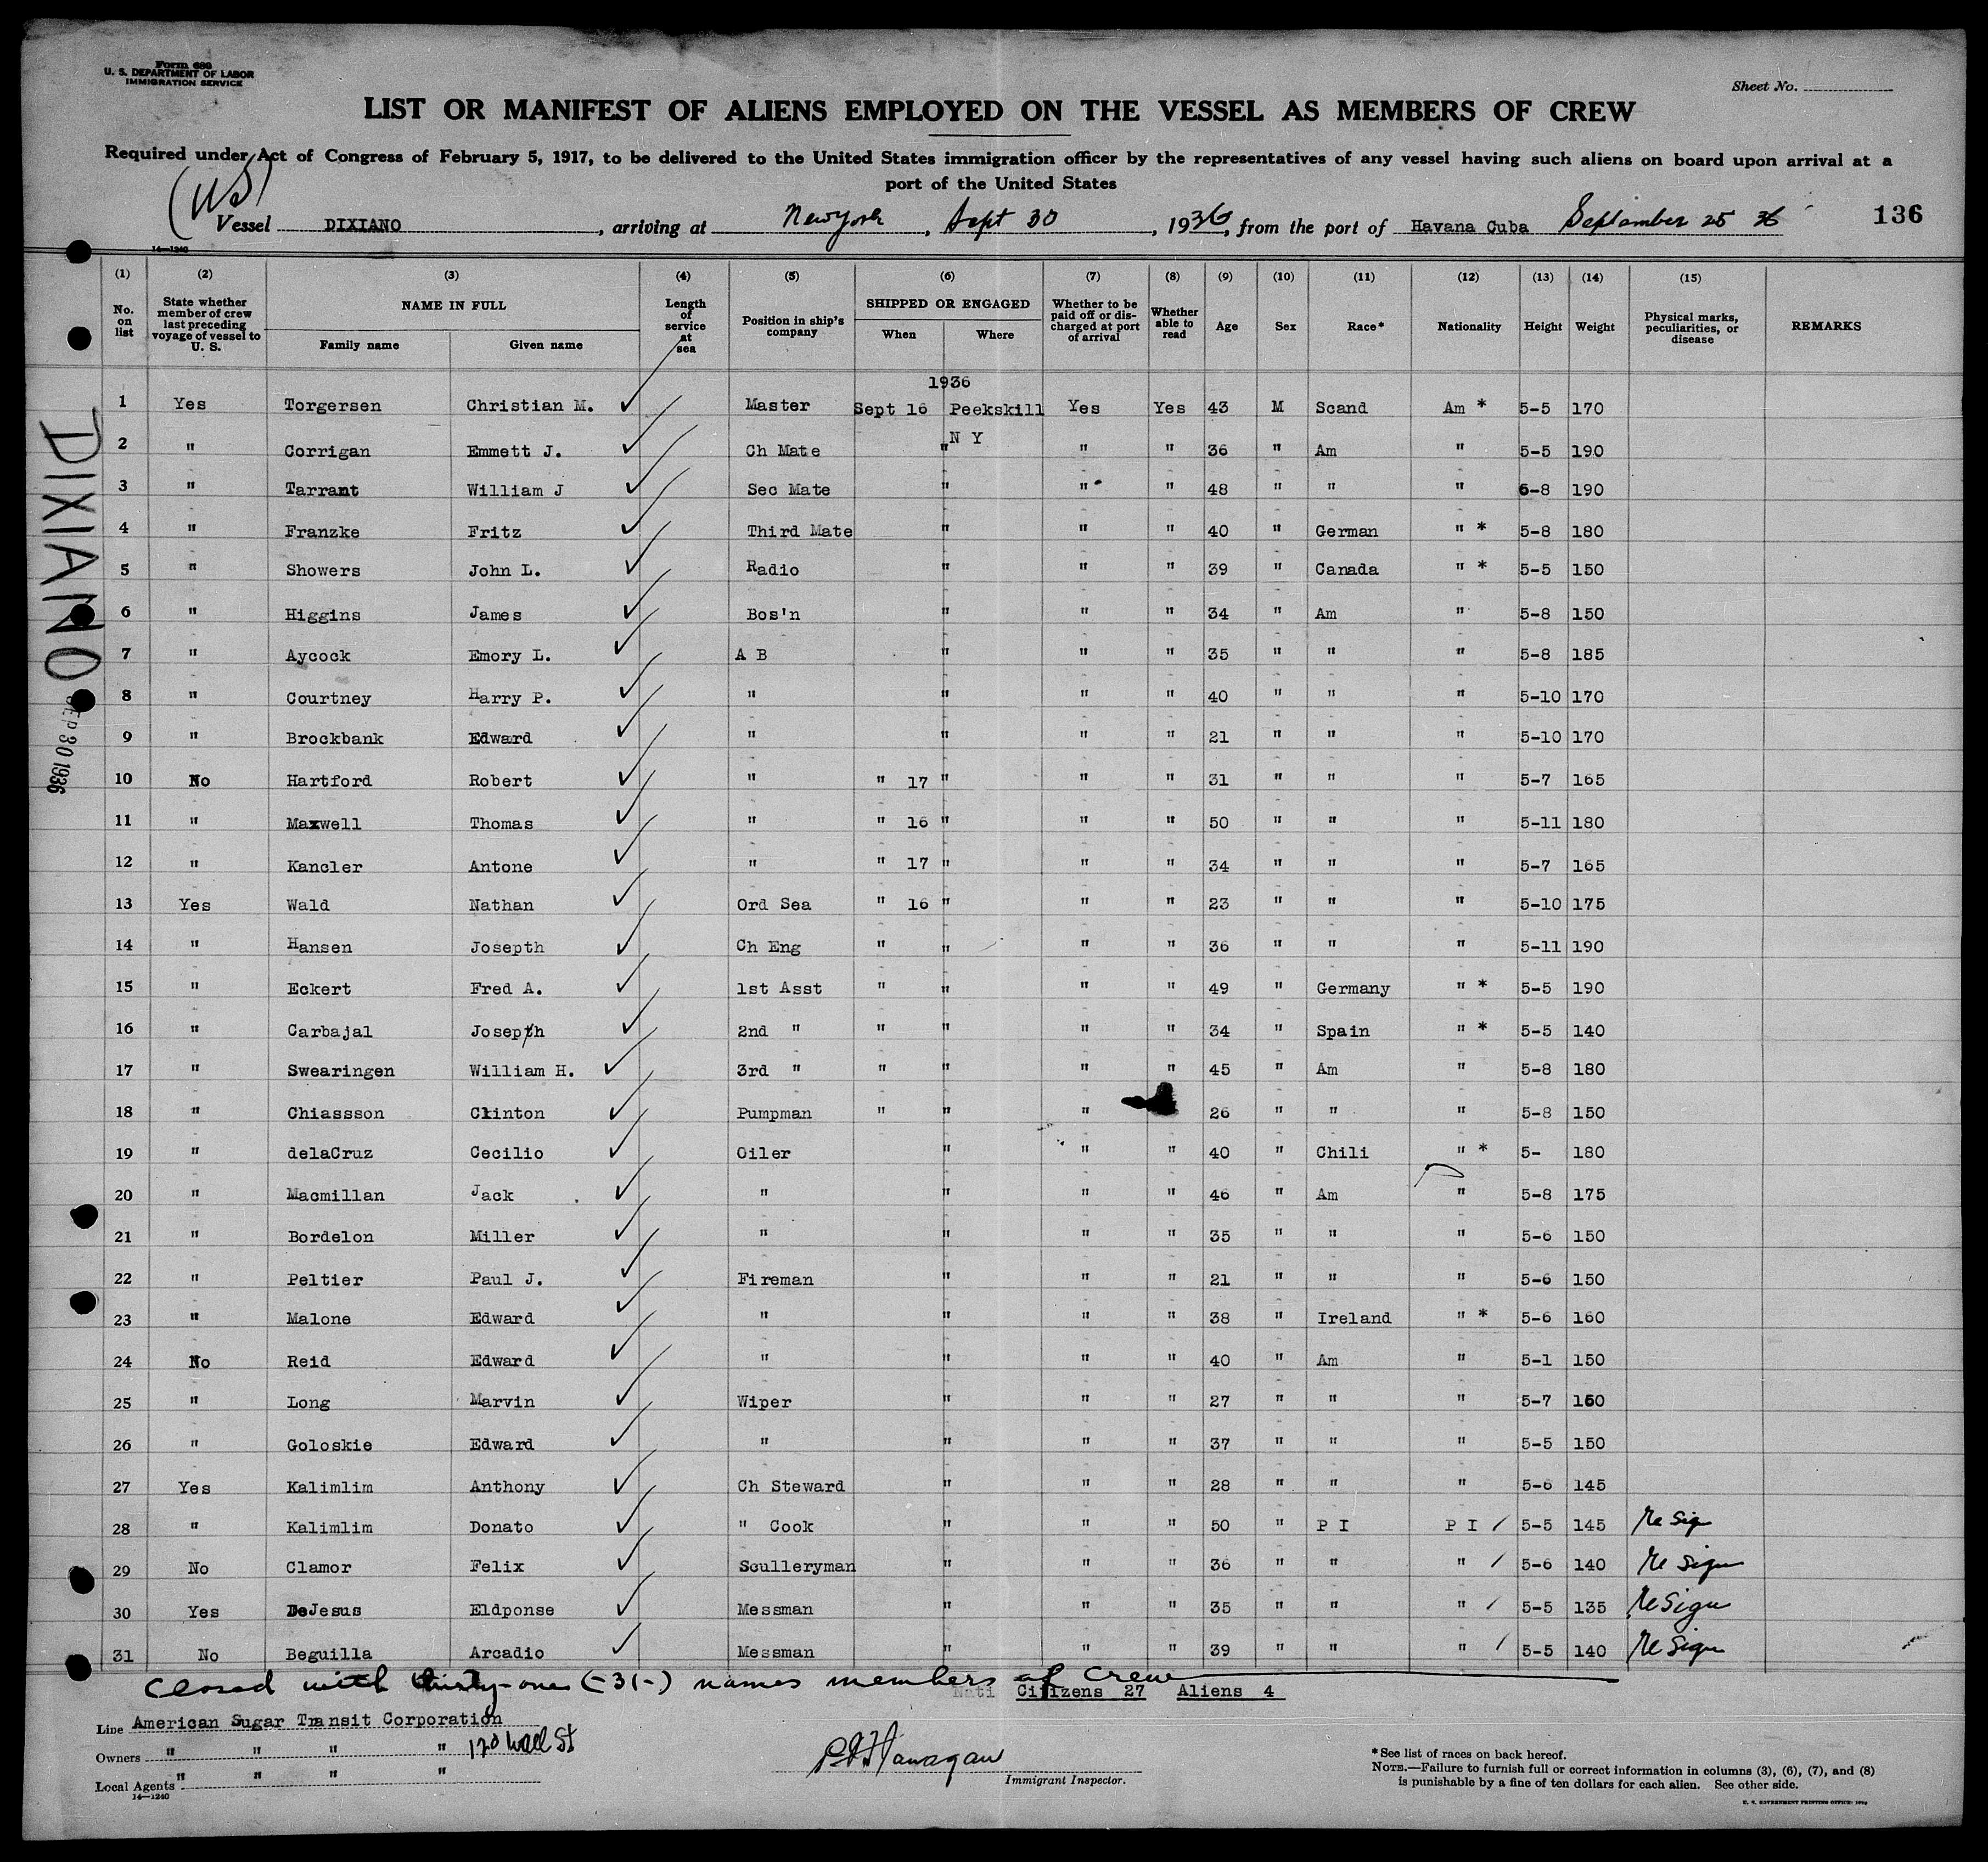 Form 680
U. S. DEPARTMENT OF LABOR
IMMIGRATION SERVICE
Sheet No.
LIST OR MANIFEST OF ALIENS EMPLOYED ON THE VESSEL AS MEMBERS OF CREW
Required under Act of Congress of February 5, 1917, to be delivered to the United States immigration officer by the representatives of any vessel having such aliens on board upon arrival at a
port of the United States
(US)
Vessel DIXIANO, arriving at New York, Sept 30, 1936, from the port of Havana Cuba September 25 36
136
14—1240
(1) (2) (3) (4) (5) (6) (7) (8) (9) (10) (11) (12) (13) (14) (15)
No. on list | State whether member of crew last preceding voyage of vessel to U. S. | NAME IN FULL Family name Given name | Length of service at sea | Position in ship's company | SHIPPED OR ENGAGED When Where | Whether to be paid off or discharged at port of arrival | Whether able to read | Age | Sex | Race* | Nationality | Height | Weight | Physical marks, peculiarities, or disease | REMARKS
1936
1 Yes Torgersen Christian M. ✓ Master Sept 16 Peekskill Yes Yes 43 M Scand Am * 5-5 170
N Y
2 " Corrigan Emmett J. ✓ Ch Mate " " " 36 " Am " 5-5 190
3 " Tarrant William J ✓ Sec Mate " " " 48 " " " 6-8 190
4 " Franzke Fritz ✓ Third Mate " " " 40 " German " * 5-8 180
5 " Showers John L. ✓ Radio " " " 39 " Canada " * 5-5 150
6 " Higgins James ✓ Bos'n " " " 34 " Am " 5-8 150
7 " Aycock Emory L. ✓ A B " " " 35 " " " 5-8 185
8 " Courtney Harry P. ✓ " " " " 40 " " " 5-10 170
9 " Brockbank Edward ✓ " " " " 21 " " " 5-10 170
10 No Hartford Robert ✓ " " 17 " " " 31 " " " 5-7 165
11 " Maxwell Thomas ✓ " " 16 " " " 50 " " " 5-11 180
12 " Kancler Antone ✓ " " 17 " " " 34 " " " 5-7 165
13 Yes Wald Nathan ✓ Ord Sea " 16 " " " 23 " " " 5-10 175
14 " Hansen Josepth ✓ Ch Eng " " " " 36 " " " 5-11 190
15 " Eckert Fred A. ✓ 1st Asst " " " " 49 " Germany " * 5-5 190
16 " Carbajal Josepth ✓ 2nd " " " " " 34 " Spain " * 5-5 140
17 " Swearingen William H. ✓ 3rd " " " " " 45 " Am " 5-8 180
18 " Chiassson Clinton ✓ Pumpman " " " 26 " " " 5-8 150
19 " delaCruz Cecilio ✓ Oiler " " " 40 " Chili " * 5- 180
20 " Macmillan Jack ✓ " " " " 46 " Am " 5-8 175
21 " Bordelon Miller ✓ " " " " 35 " " " 5-6 150
22 " Peltier Paul J. ✓ Fireman " " " 21 " " " 5-6 150
23 " Malone Edward ✓ " " " " 38 " Ireland " * 5-6 160
24 No Reid Edward ✓ " " " " 40 " Am " 5-1 150
25 " Long Marvin ✓ Wiper " " " 27 " " " 5-7 150
26 " Goloskie Edward ✓ " " " " 37 " " " 5-5 150
27 Yes Kalimlim Anthony ✓ Ch Steward " " " 28 " " " 5-6 145
28 " Kalimlim Donato ✓ " Cook " " " 50 " P I P I / 5-5 145 Re Sig
29 No Clamor Felix ✓ Sculleryman " " " 36 " " " / 5-6 140 Re Sign
30 Yes DeJesus Eldponse ✓ Messman " " " 35 " " " / 5-5 135 Re Sign
31 No Beguilla Arcadio ✓ Messman " " " 39 " " " / 5-5 140 Re Sign
DIXIANO
SEP 30 1936
Closed with thirty-one (-31-) names members of crew
Citizens 27 Aliens 4
Line American Sugar Transit Corporation
Owners " " " " 120 Wall St
Local Agents " " " "
14—1240
Immigrant Inspector.
*See list of races on back hereof.
NOTE.—Failure to furnish full or correct information in columns (3), (6), (7), and (8)
is punishable by a fine of ten dollars for each alien. See other side.